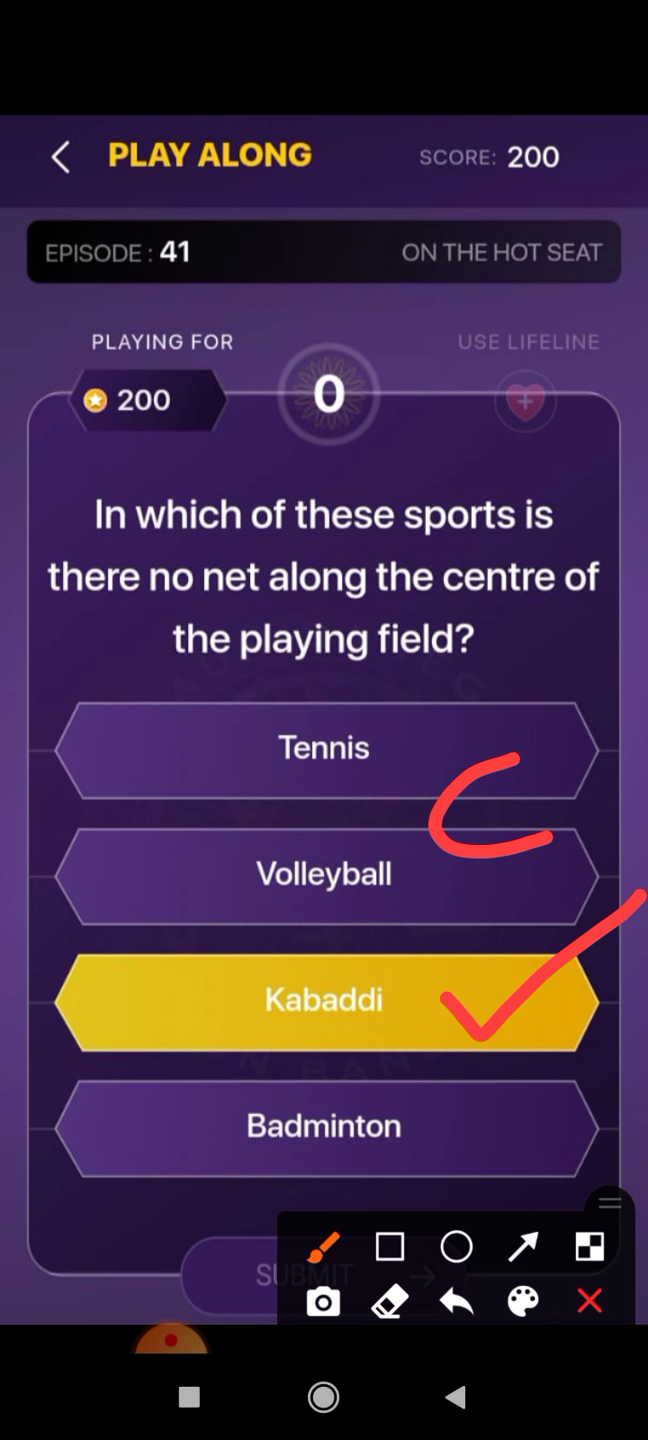 PLAY ALONG
SCORE: 200
EPISODE : 41
ON THE HOT SEAT
PLAYING FOR
USE LIFELINE
200
0
In which of these sports is
there no net along the centre of
the playing field?
Tennis
C
Volleyball
Kabaddi
Badminton
SUBMIT